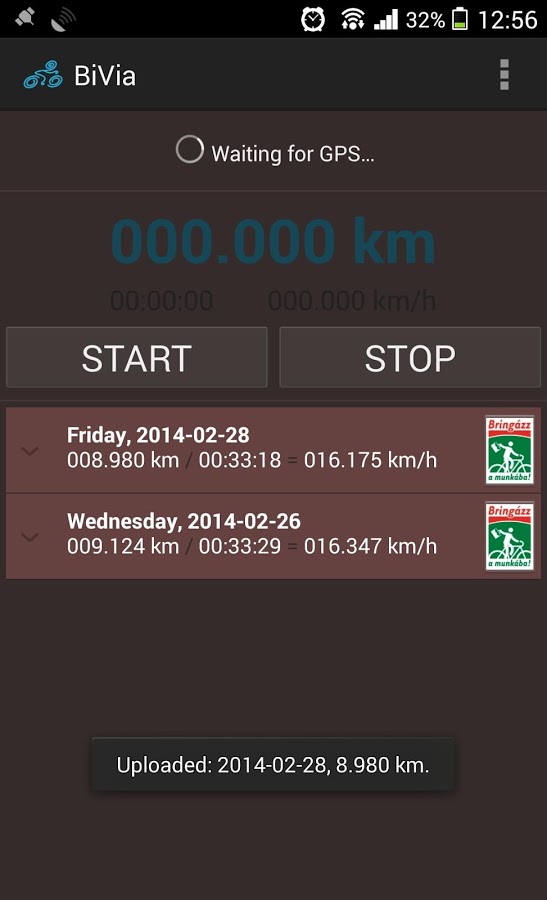 32% 12:56
BiVia
Waiting for GPS...
000.000 km
00:00:00 000.000 km/h
START STOP
Friday, 2014-02-28
008.980 km / 00:33:18 = 016.175 km/h
Bringázz
a munkába!
Wednesday, 2014-02-26
009.124 km / 00:33:29 = 016.347 km/h
Bringázz
a munkába!
Uploaded: 2014-02-28, 8.980 km.